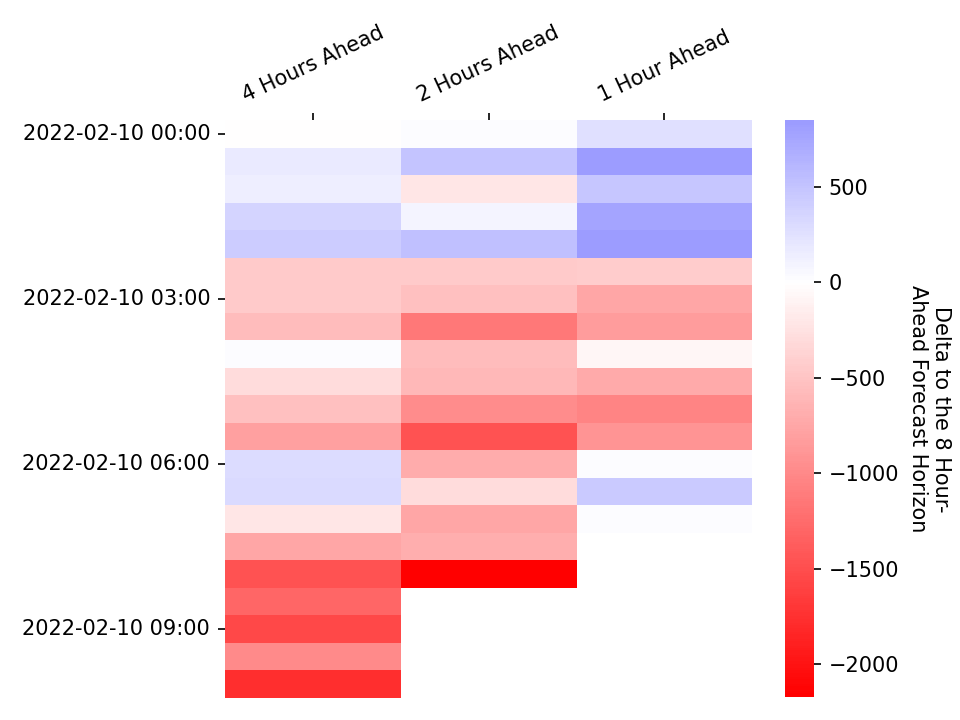 4 Hours Ahead
2 Hours Ahead
1 Hour Ahead
2022-02-10 00:00
2022-02-10 03:00
2022-02-10 06:00
2022-02-10 09:00
500
0
−500
−1000
−1500
−2000
Delta to the 8 Hour-
Ahead Forecast Horizon